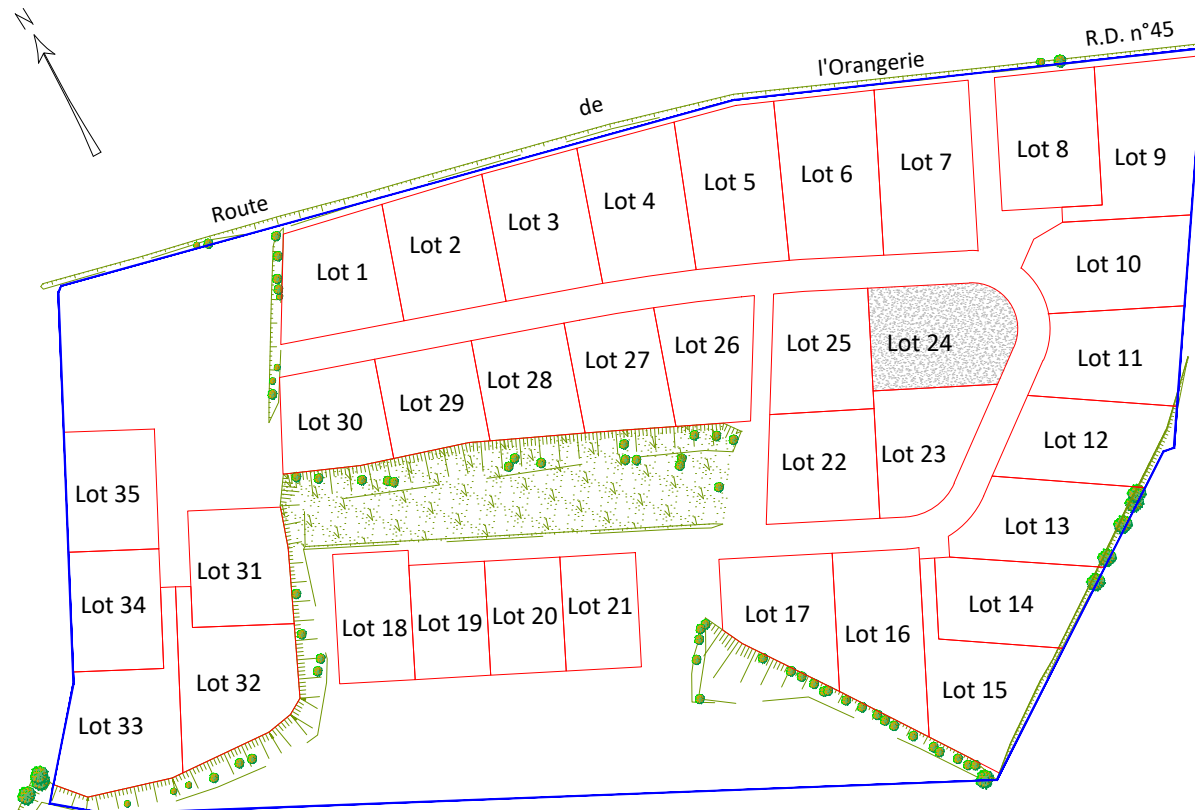 N
R.D. n°45
l'Orangerie
de
Route
Lot 1
Lot 2
Lot 3
Lot 4
Lot 5
Lot 6
Lot 7
Lot 8
Lot 9
Lot 10
Lot 11
Lot 12
Lot 13
Lot 14
Lot 15
Lot 16
Lot 17
Lot 18
Lot 19
Lot 20
Lot 21
Lot 22
Lot 23
Lot 24
Lot 25
Lot 26
Lot 27
Lot 28
Lot 29
Lot 30
Lot 31
Lot 32
Lot 33
Lot 34
Lot 35